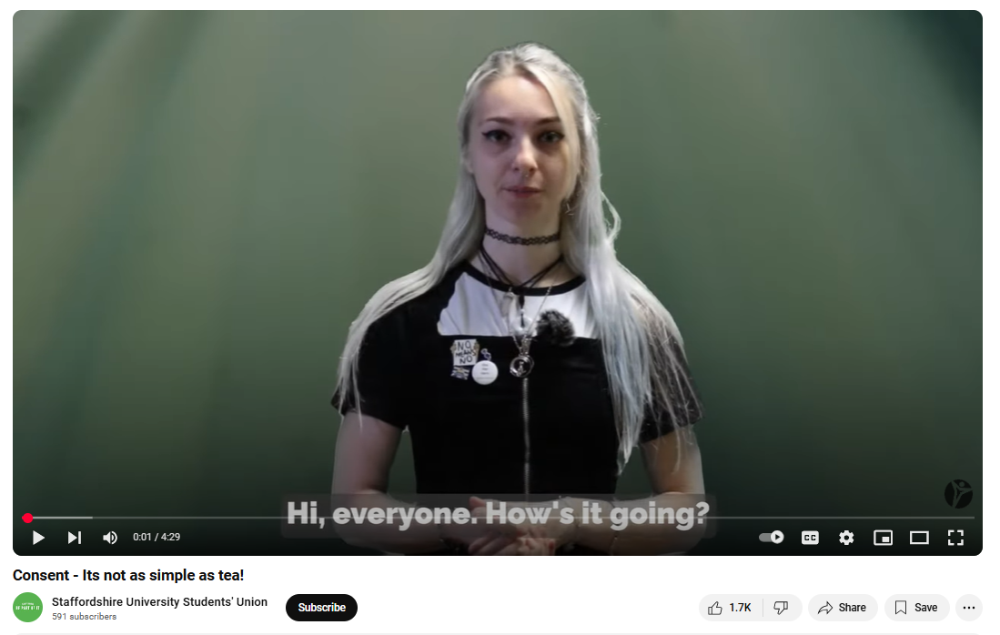 NO
MEANS
NO
Hi, everyone. How's it going?
0:01 / 4:29
CC
Consent - Its not as simple as tea!
Staffordshire University Students' Union
591 subscribers
Subscribe
1.7K
Share
Save